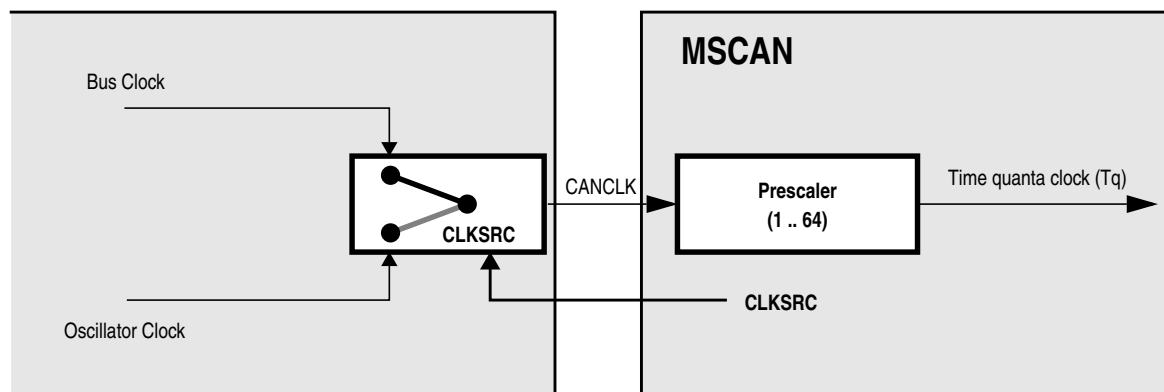 MSCAN
Bus Clock
CANCLK
Time quanta clock (Tq)
Prescaler
(1 .. 64)
CLKSRC
CLKSRC
Oscillator Clock